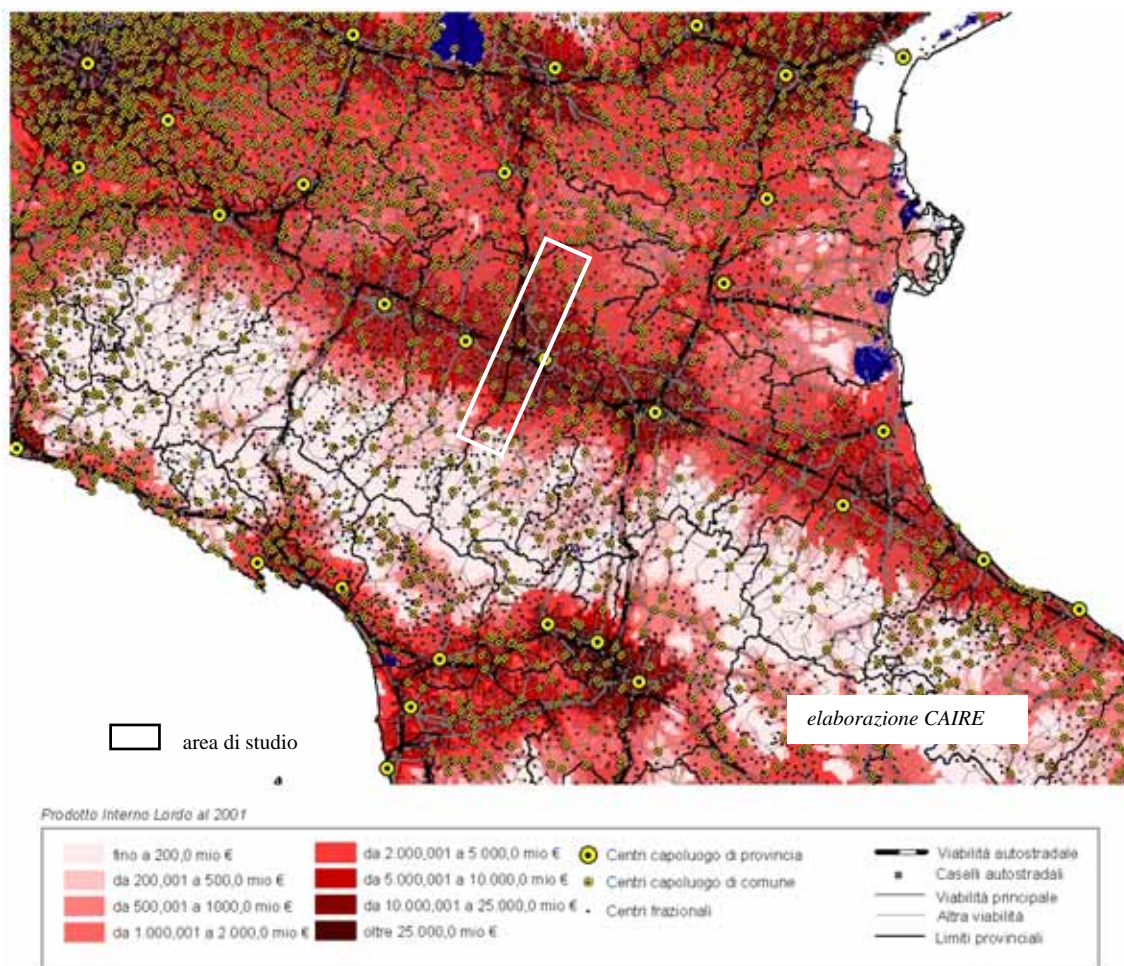 elaborazione CAIRE
area di studio
Prodotto Interno Lordo al 2001
fino a 200,0 mio €
da 200,001 a 500,0 mio €
da 500,001 a 1000,0 mio €
da 1.000,001 a 2.000,0 mio €
da 2.000,001 a 5.000,0 mio €
da 5.000,001 a 10.000,0 mio €
da 10.000,001 a 25.000,0 mio €
oltre 25.000,0 mio €
Centri capoluogo di provincia
Centri capoluogo di comune
Centri frazionali
Viabilità autostradale
Caselli autostradali
Viabilità principale
Altra viabilità
Limiti provinciali